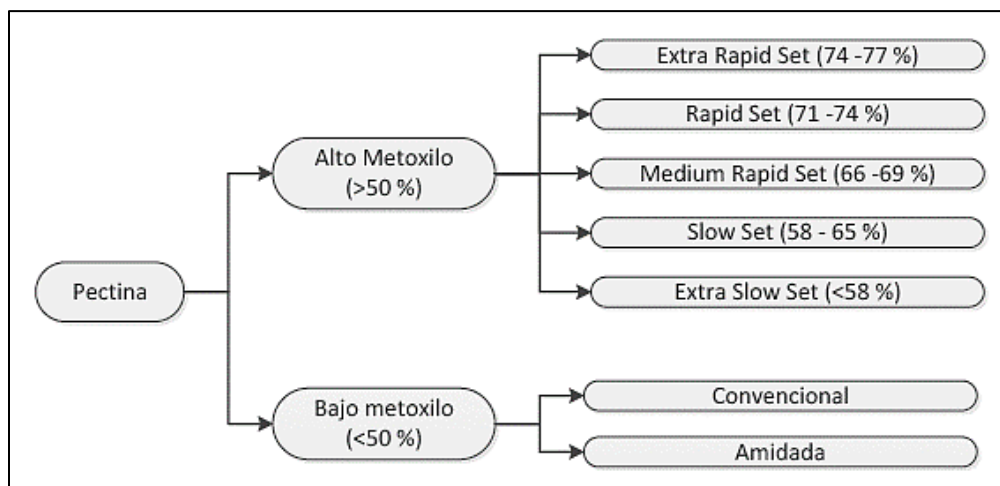 Pectina
Alto Metoxilo
(>50 %)
Extra Rapid Set (74 -77 %)
Rapid Set (71 -74 %)
Medium Rapid Set (66 -69 %)
Slow Set (58 - 65 %)
Extra Slow Set (<58 %)
Bajo metoxilo
(<50 %)
Convencional
Amidada